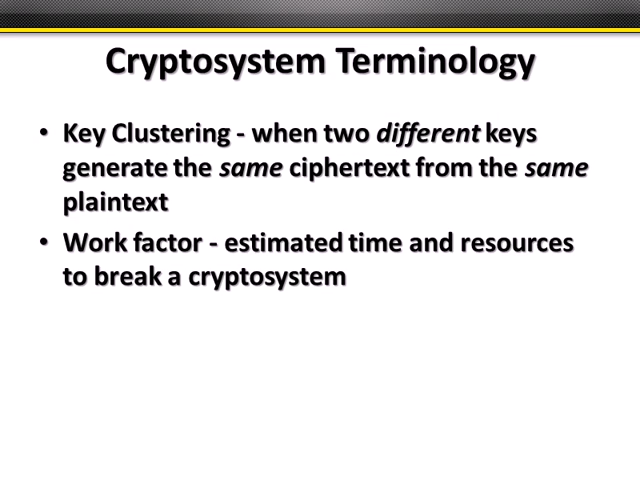 Cryptosystem Terminology
• Key Clustering - when two different keys
generate the same ciphertext from the same
plaintext
• Work factor - estimated time and resources
to break a cryptosystem